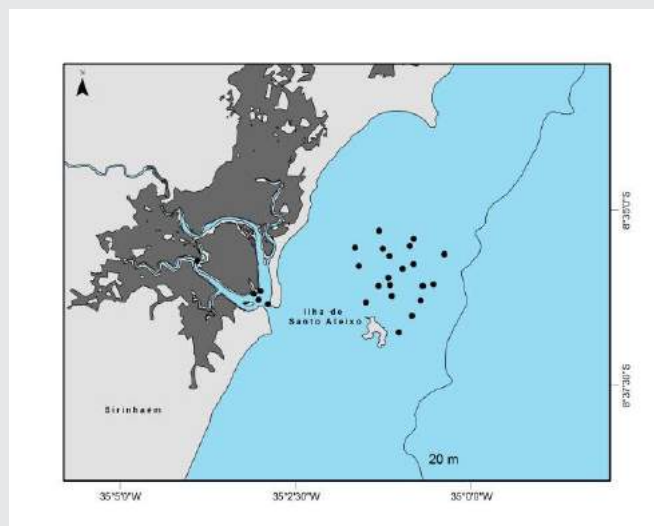 N
8°35'0"S
Ilha de
Santo Aleixo
8°37'30"S
Sirinhaém
20 m
35°5'0"W
35°2'30"W
35°0'0"W